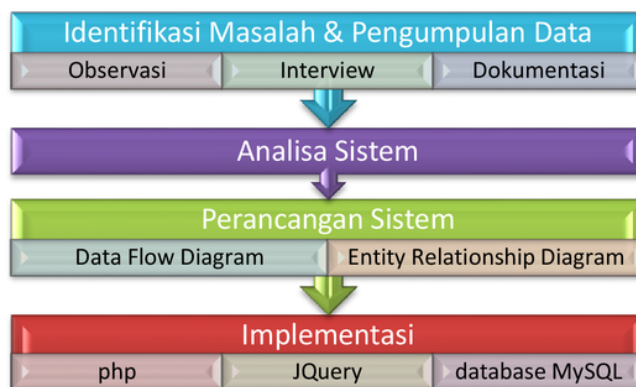 Identifikasi Masalah & Pengumpulan Data
Observasi Interview Dokumentasi
Analisa Sistem
Perancangan Sistem
Data Flow Diagram Entity Relationship Diagram
Implementasi
php JQuery database MySQL